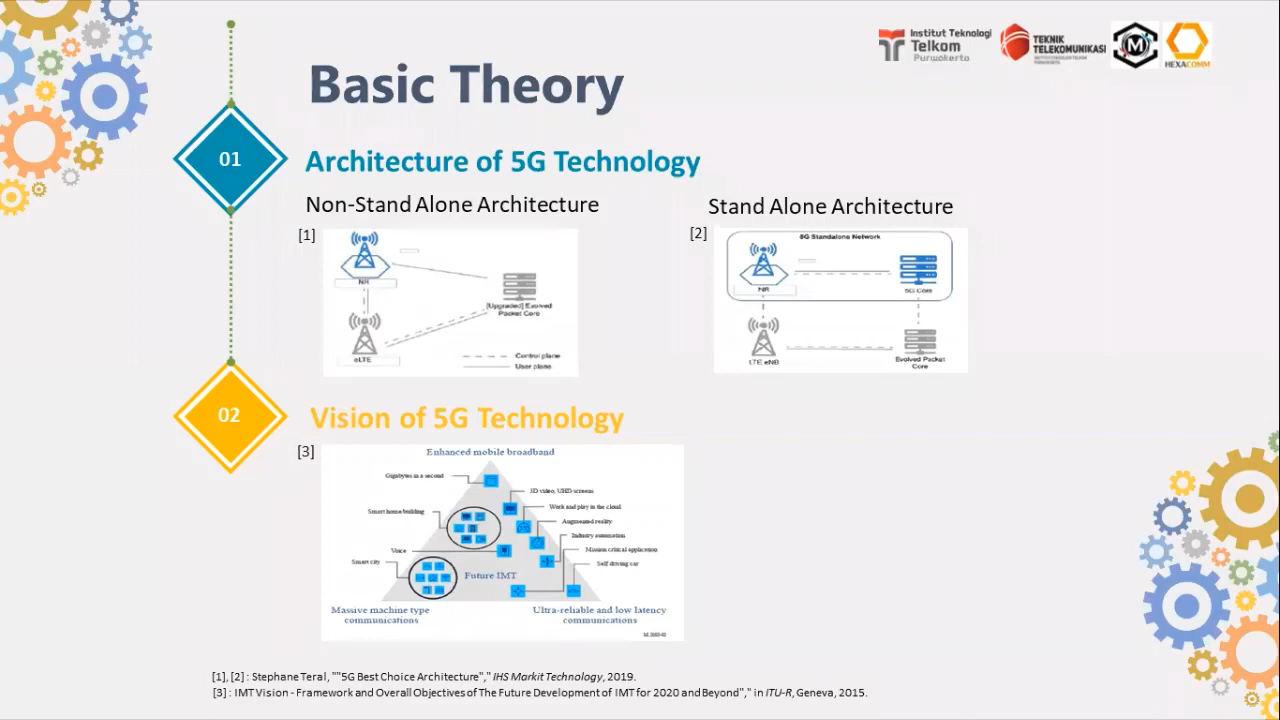 Institut Teknologi
Telkom
Purwokerto
TEKNIK
TELEKOMUNIKASI
INSTITUT TEKNOLOGI TELKOM
PURWOKERTO
M
HEXACOMM
Basic Theory
01
Architecture of 5G Technology
Non-Stand Alone Architecture
Stand Alone Architecture
[1]
NR
[Upgraded] Evolved
Packet Core
eLTE
Control plane
User plane
[2]
5G Standalone Network
NR
5G Core
LTE eNB
Evolved Packet
Core
02
Vision of 5G Technology
[3]
Enhanced mobile broadband
Gigabytes in a second
3D video, UHD screens
Smart home/building
Work and play in the cloud
Augmented reality
Industry automation
Voice
Mission critical application
Smart city
Self driving car
Future IMT
Massive machine type
communications
Ultra-reliable and low latency
communications
[1], [2] : Stephane Teral, ""5G Best Choice Architecture"," IHS Markit Technology, 2019.
[3] : IMT Vision - Framework and Overall Objectives of The Future Development of IMT for 2020 and Beyond"," in ITU-R, Geneva, 2015.